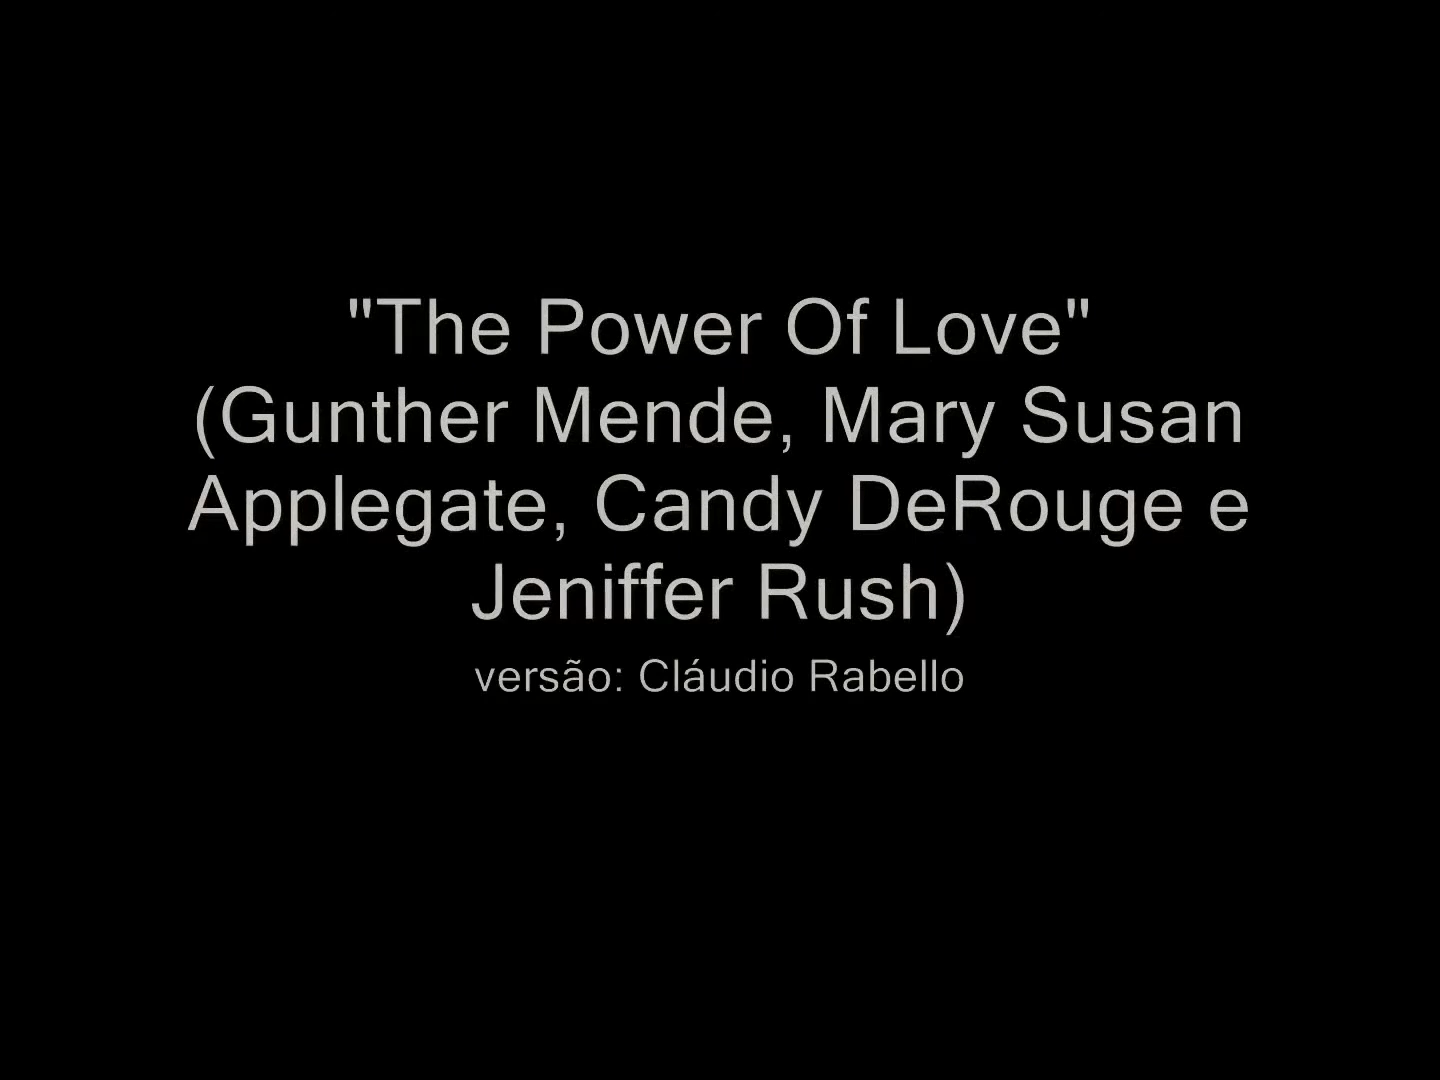 "The Power Of Love"
(Gunther Mende, Mary Susan
Applegate, Candy DeRouge e
Jeniffer Rush)
versão: Cláudio Rabello